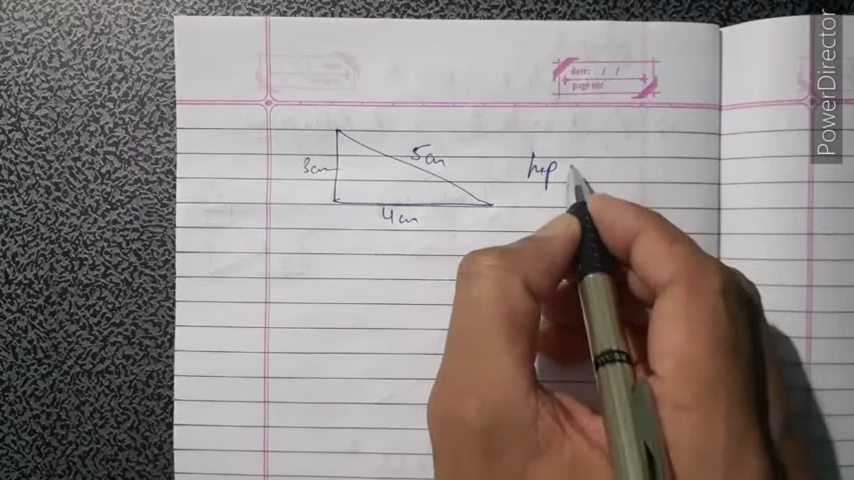 date: / /
page no:
5cm
3cm
hyp
4cm
PowerDirector